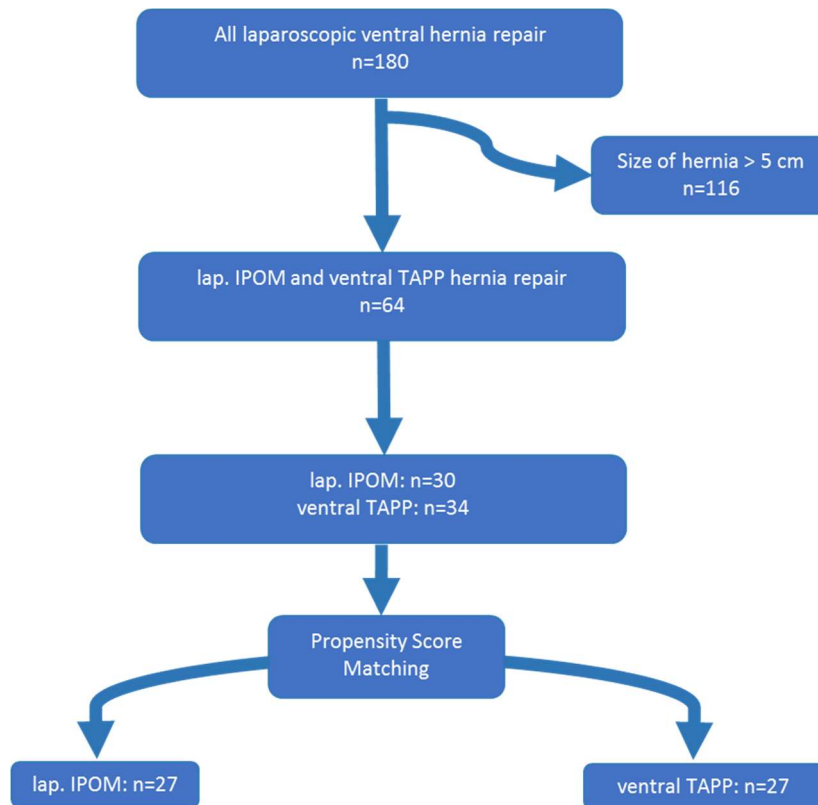 All laparoscopic ventral hernia repair
n=180
Size of hernia > 5 cm
n=116
lap. IPOM and ventral TAPP hernia repair
n=64
lap. IPOM: n=30
ventral TAPP: n=34
Propensity Score
Matching
lap. IPOM: n=27
ventral TAPP: n=27